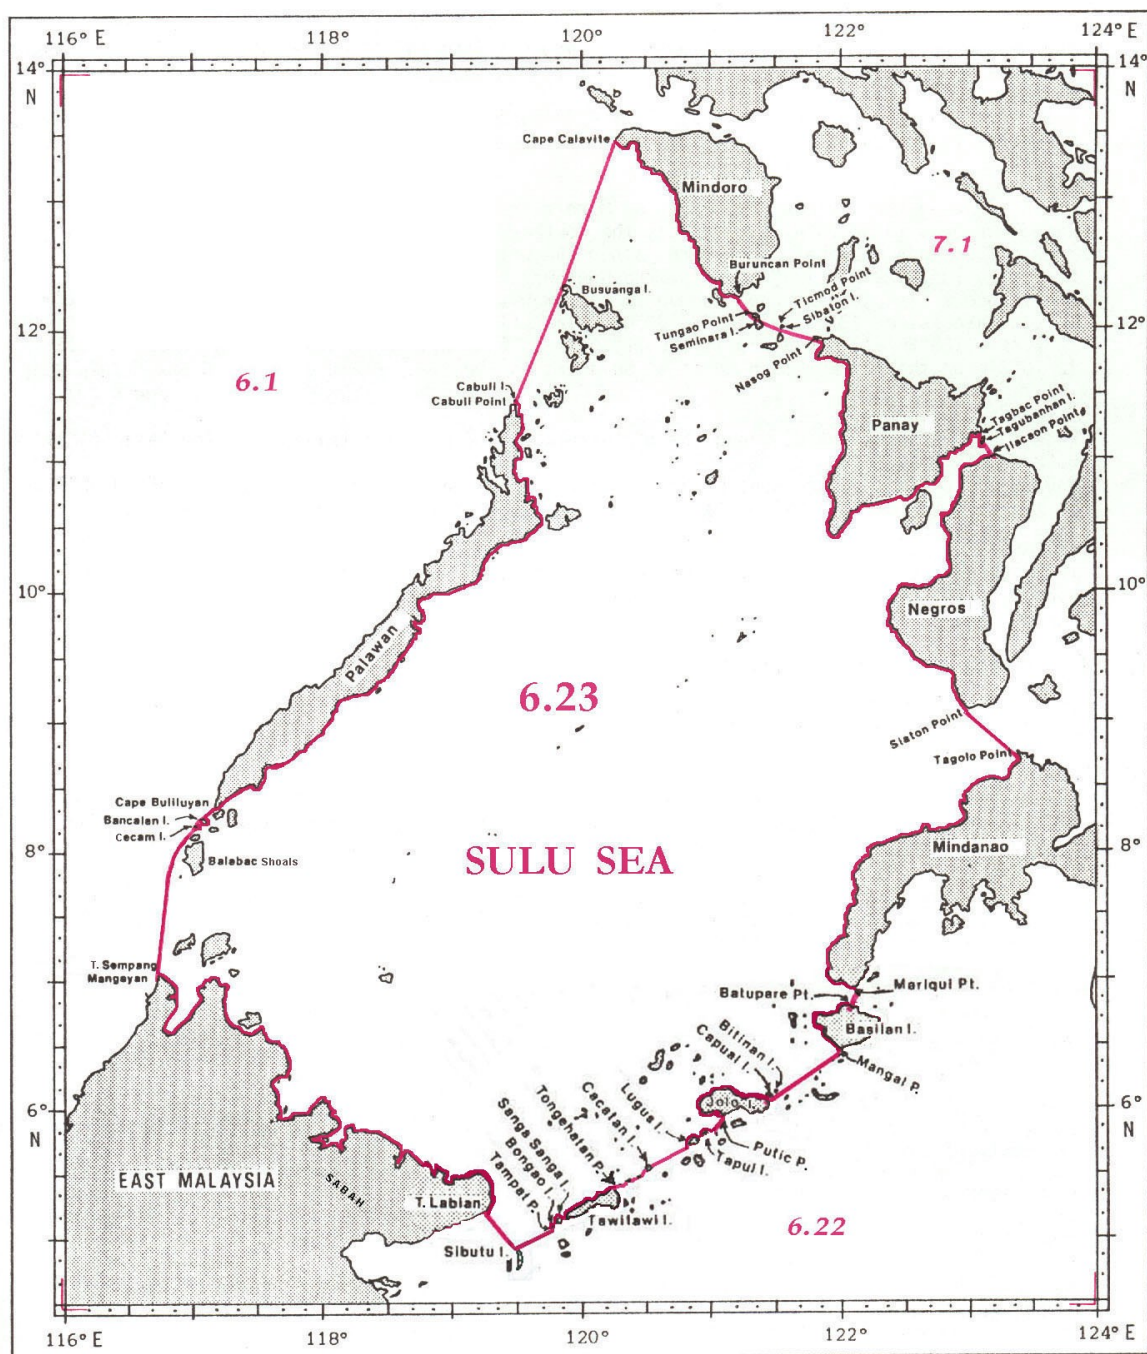 116° E
118°
120°
122°
124° E
14°
N
14°
N
Cape Calavite
Mindoro
7.1
Buruncan Point
Busuanga I.
Ticmod Point
Sibaton I.
Tungao Point
Seminara I.
12°
12°
Nasog Point
6.1
Cabuli I.
Cabuli Point
Tagbac Point
Tagubanhan I.
Ilacaon Point
Panay
10°
10°
Negros
Palawan
6.23
Siaton Point
Tagolo Point
Cape Buliluyan
Bancalan I.
Cecam I.
8°
8°
Balabac Shoals
SULU SEA
Mindanao
T. Sempang
Mangayan
Mariqui Pt.
Batupare Pt.
Basilan I.
Bitinan I.
Capual I.
Mangal P.
6°
N
6°
N
Jolo I.
Lugus I.
Cacatan I.
Tongehatan P.
Sanga Sanga I.
Bongao I.
Tampat P.
Putic P.
Tapul I.
EAST MALAYSIA
SABAH
T. Labian
Tawitawi I.
Sibutu I.
6.22
116° E
118°
120°
122°
124° E